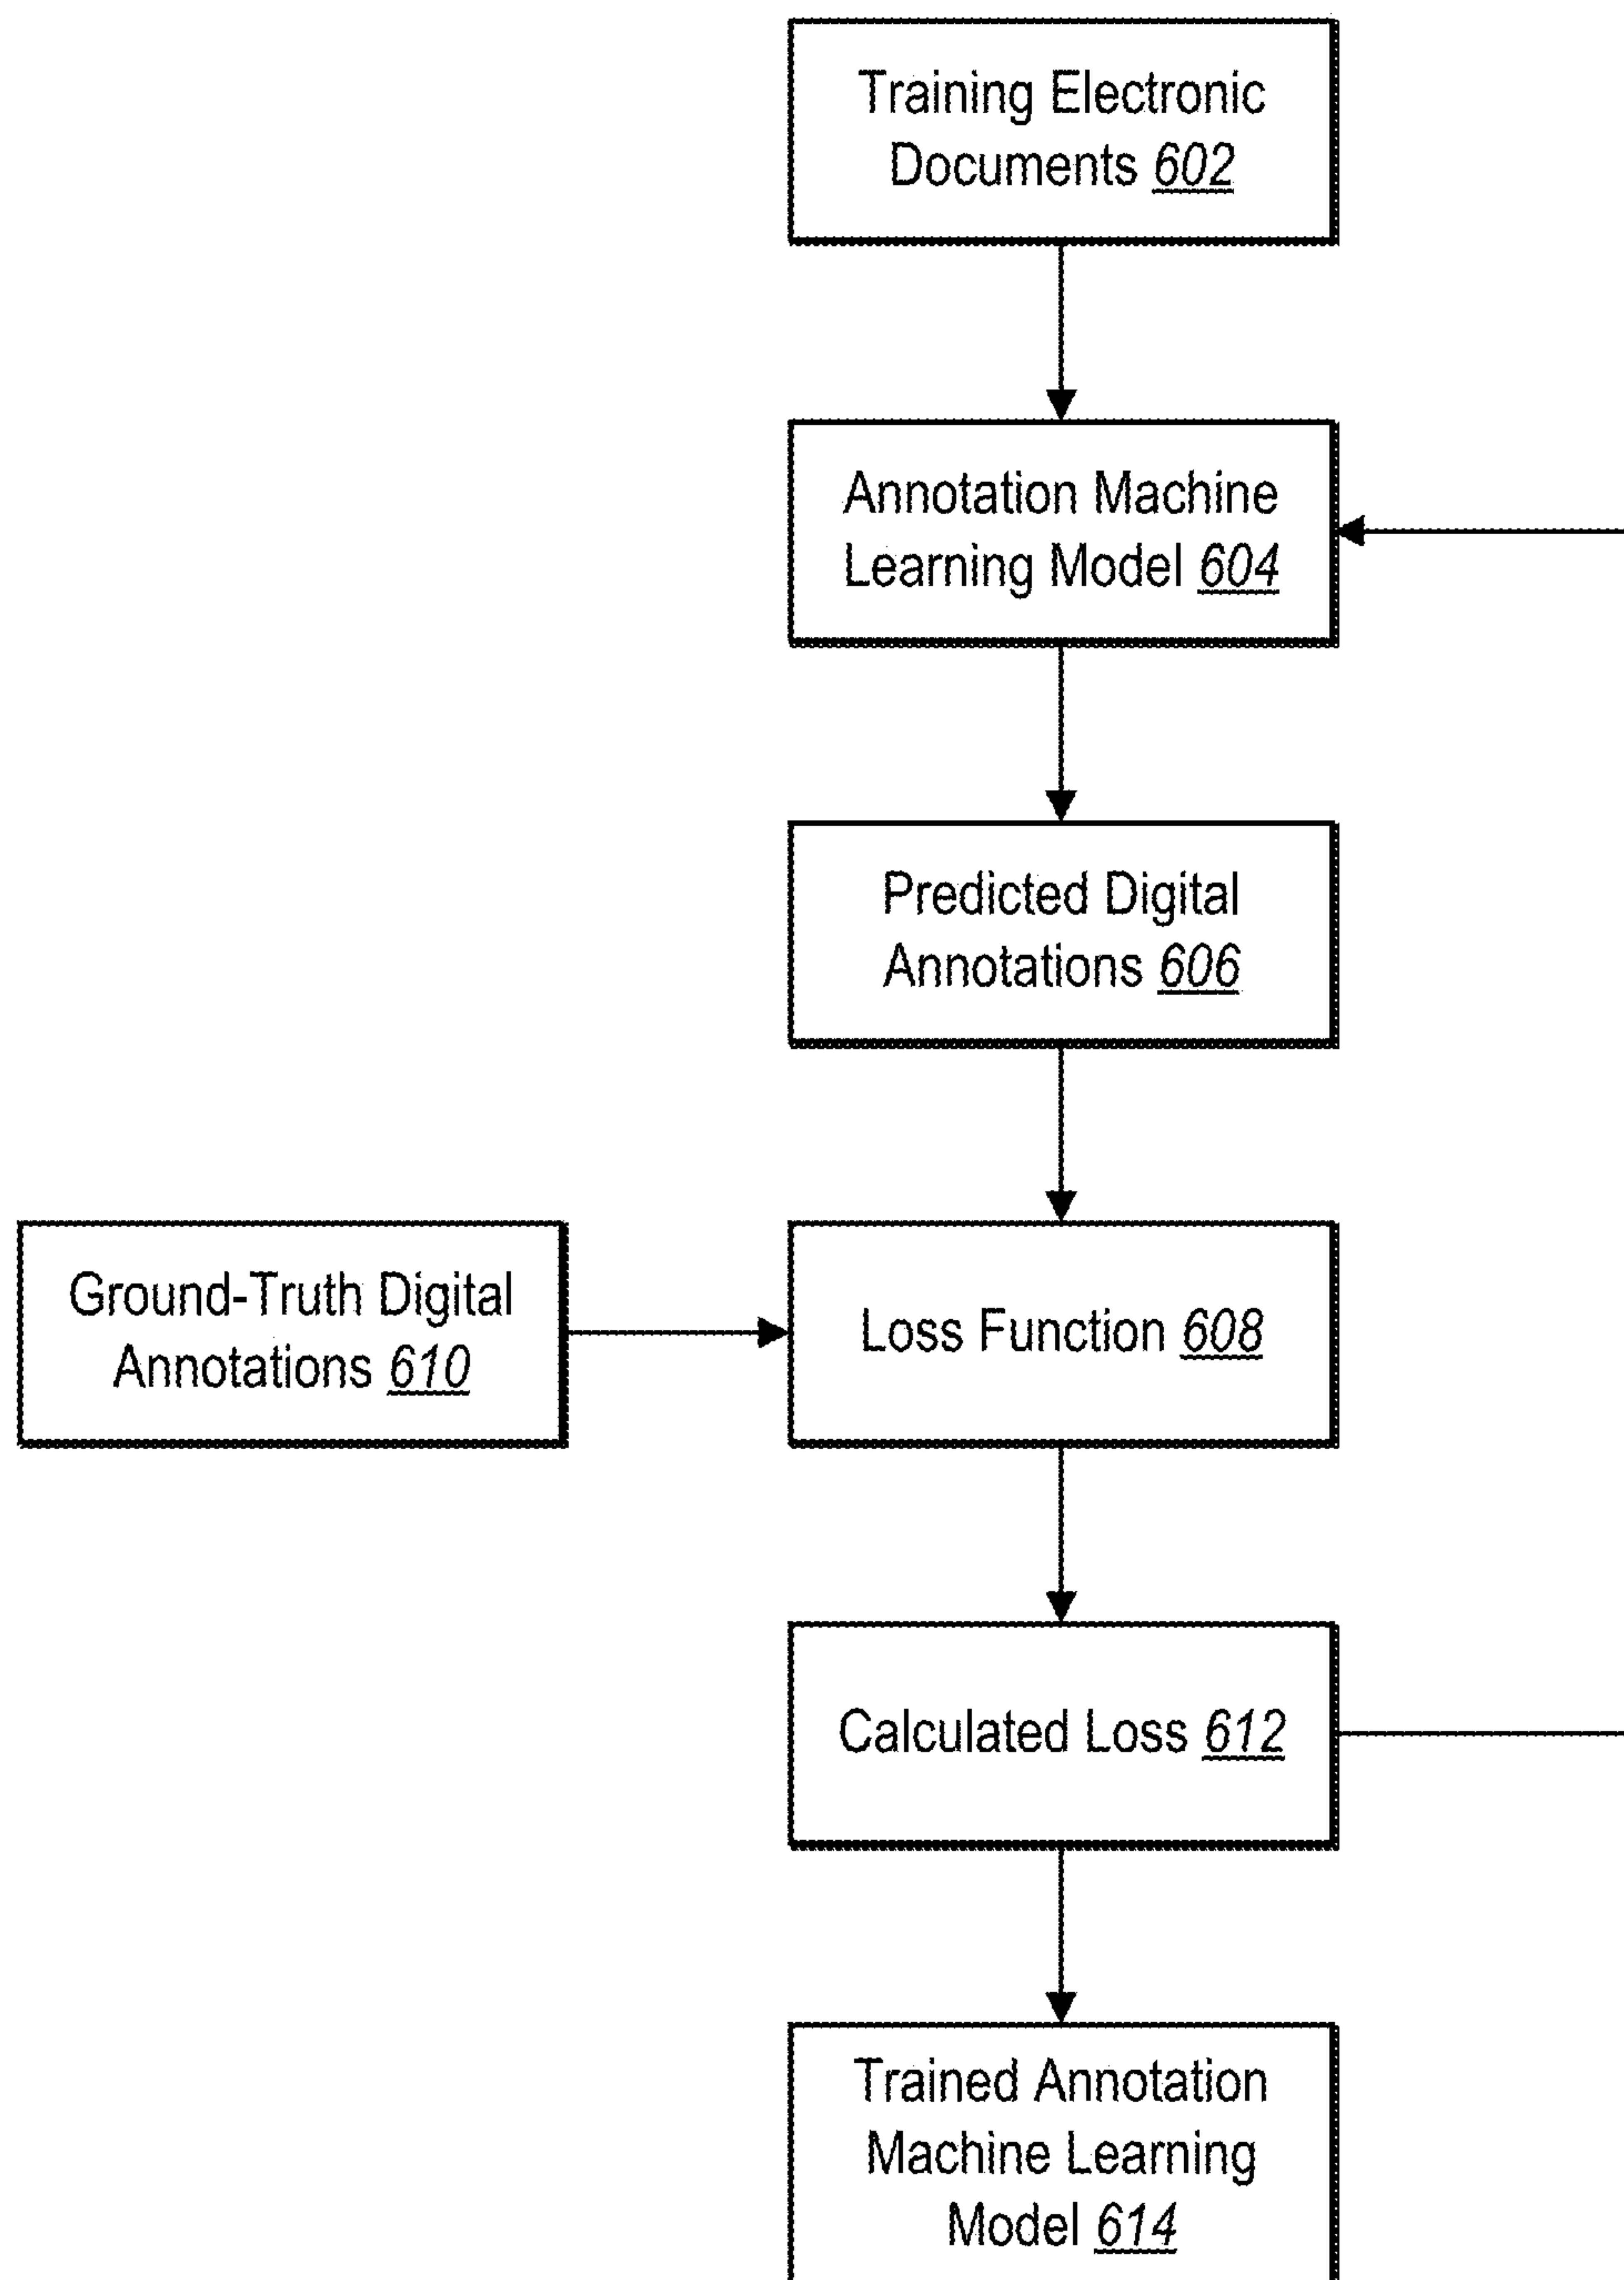 Training Electronic
Documents 602
Annotation Machine
Learning Model 604
Predicted Digital
Annotations 606
Ground-Truth Digital
Annotations 610
Loss Function 608
Calculated Loss 612
Trained Annotation
Machine Learning
Model 614